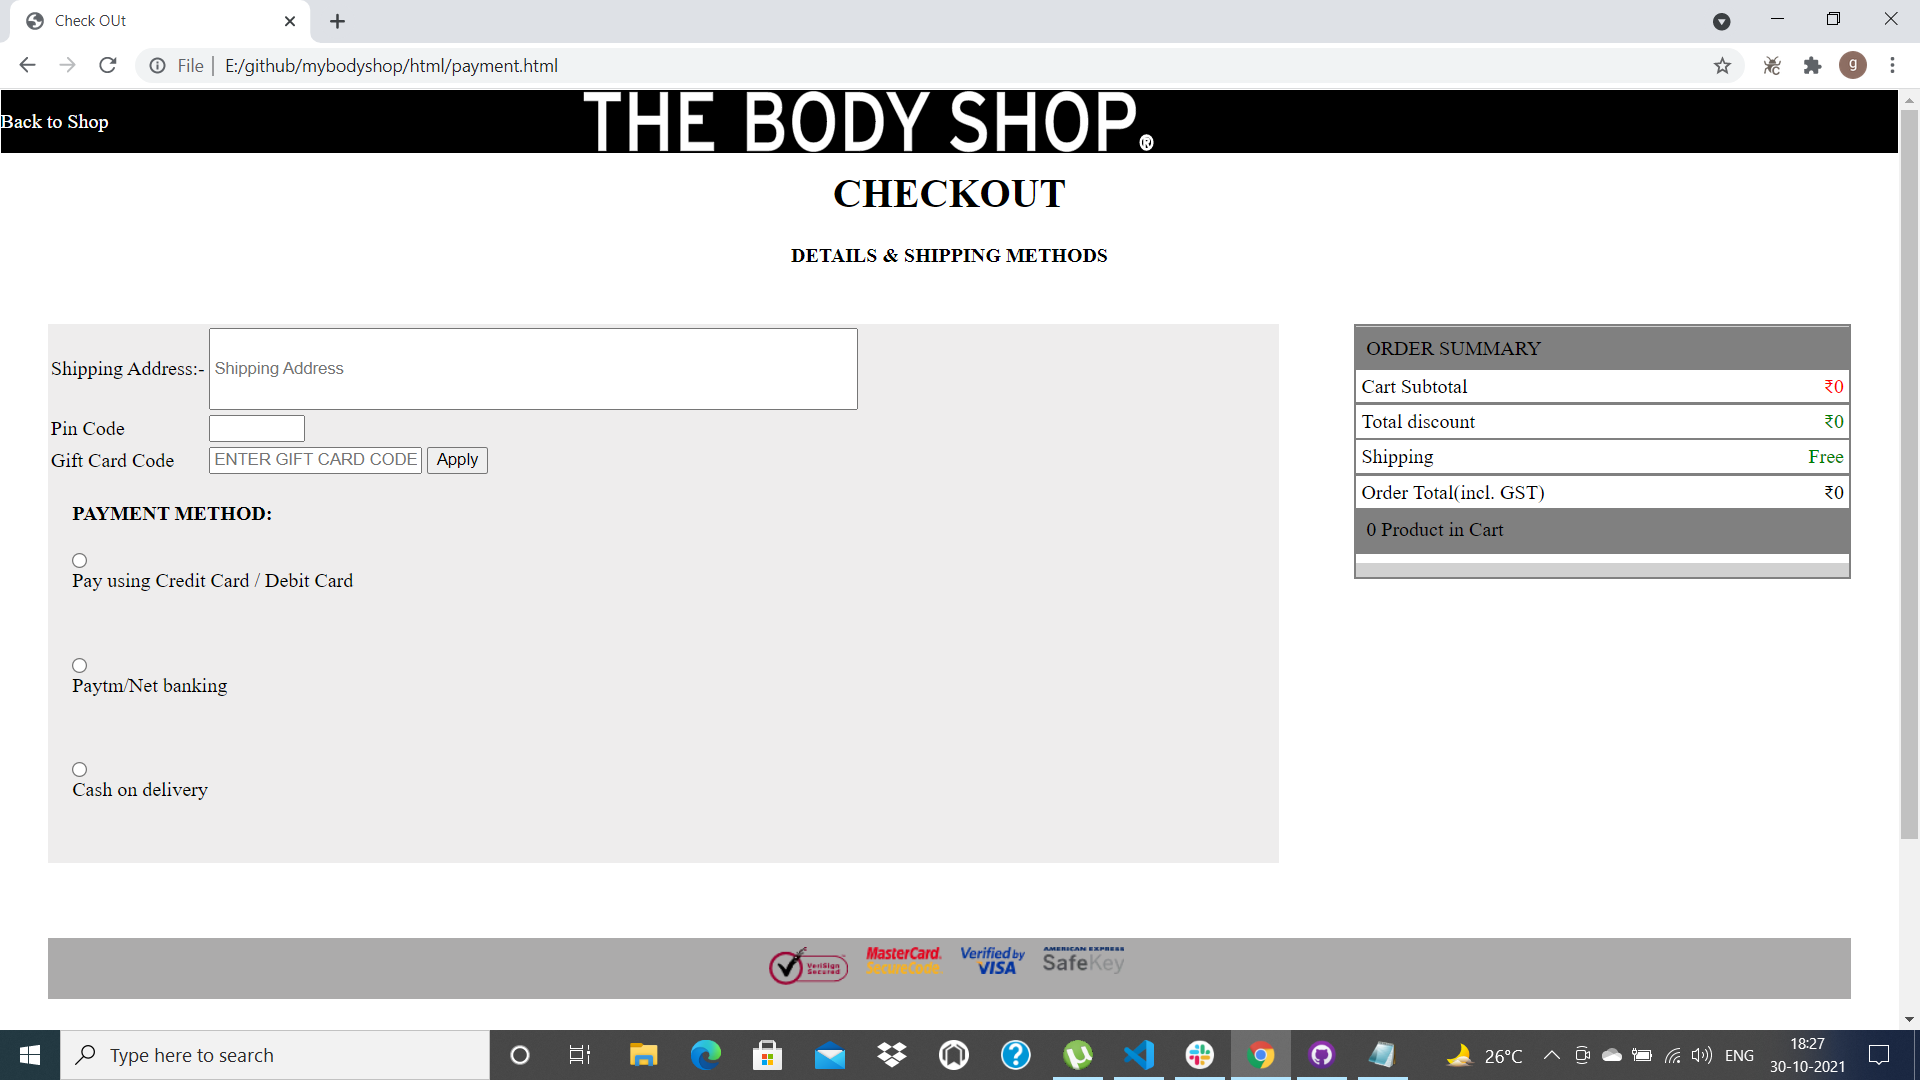 Check OUt
File | E:/github/mybodyshop/html/payment.html
g
Back to Shop
THE BODY SHOP.®
CHECKOUT
DETAILS & SHIPPING METHODS
Shipping Address:- Shipping Address
Pin Code
Gift Card Code ENTER GIFT CARD CODE Apply
PAYMENT METHOD:
Pay using Credit Card / Debit Card
Paytm/Net banking
Cash on delivery
ORDER SUMMARY
Cart Subtotal ₹0
Total discount ₹0
Shipping Free
Order Total(incl. GST) ₹0
0 Product in Cart
VeriSign Secured
MasterCard. SecureCode.
Verified by VISA
AMERICAN EXPRESS SafeKey
Type here to search
26°C
ENG
18:27
30-10-2021